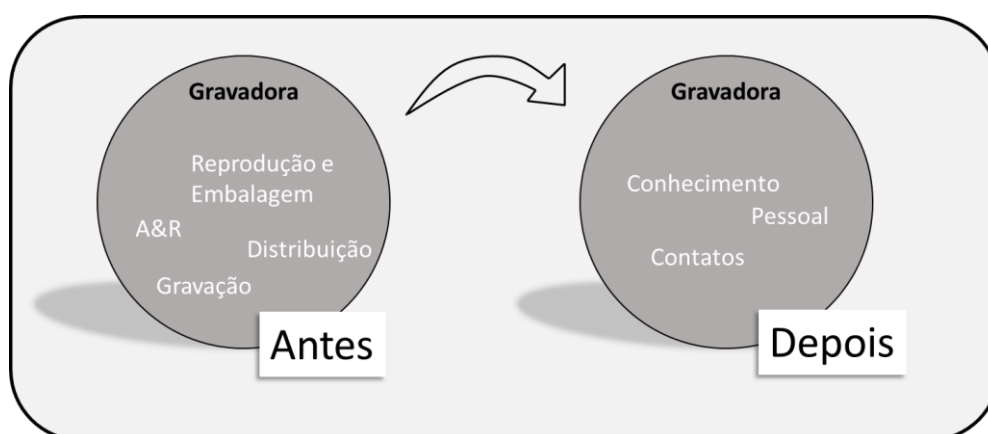 Gravadora
Reprodução e
Embalagem
A&R
Distribuição
Gravação
Antes
Gravadora
Conhecimento
Pessoal
Contatos
Depois